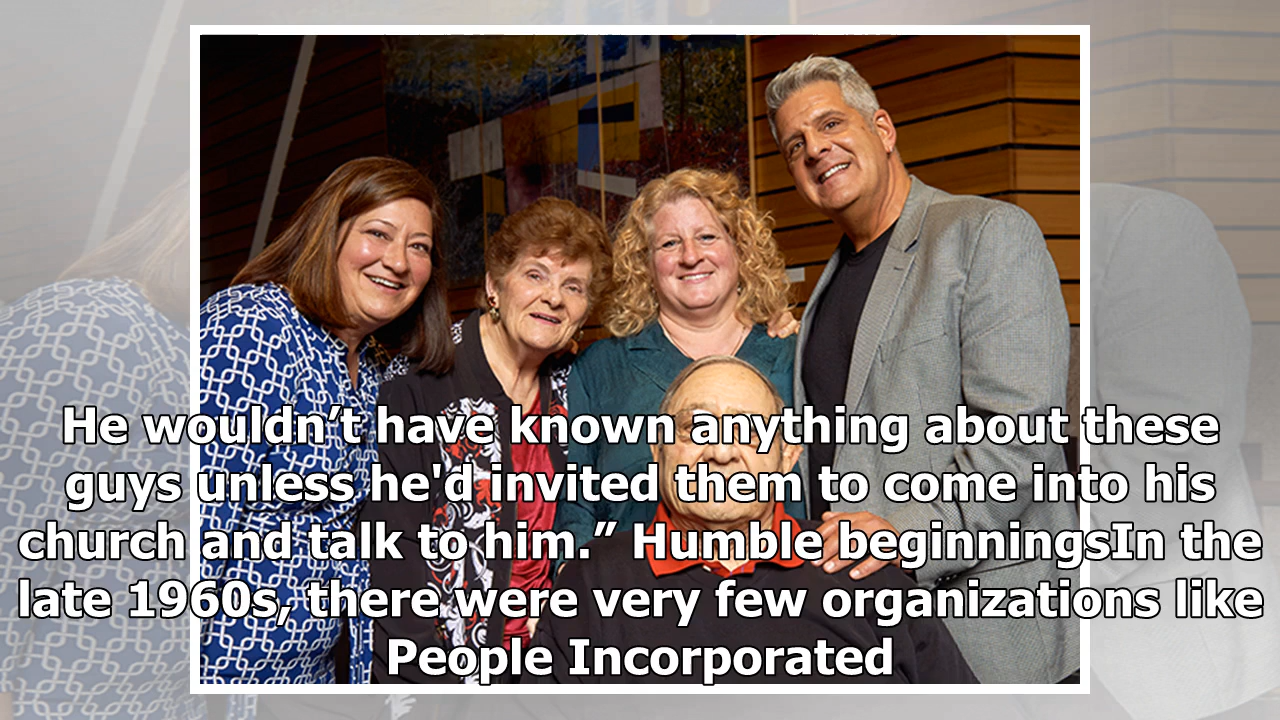 He wouldn’t have known anything about these
guys unless he'd invited them to come into his
church and talk to him.” Humble beginningsIn the
late 1960s, there were very few organizations like
People Incorporated